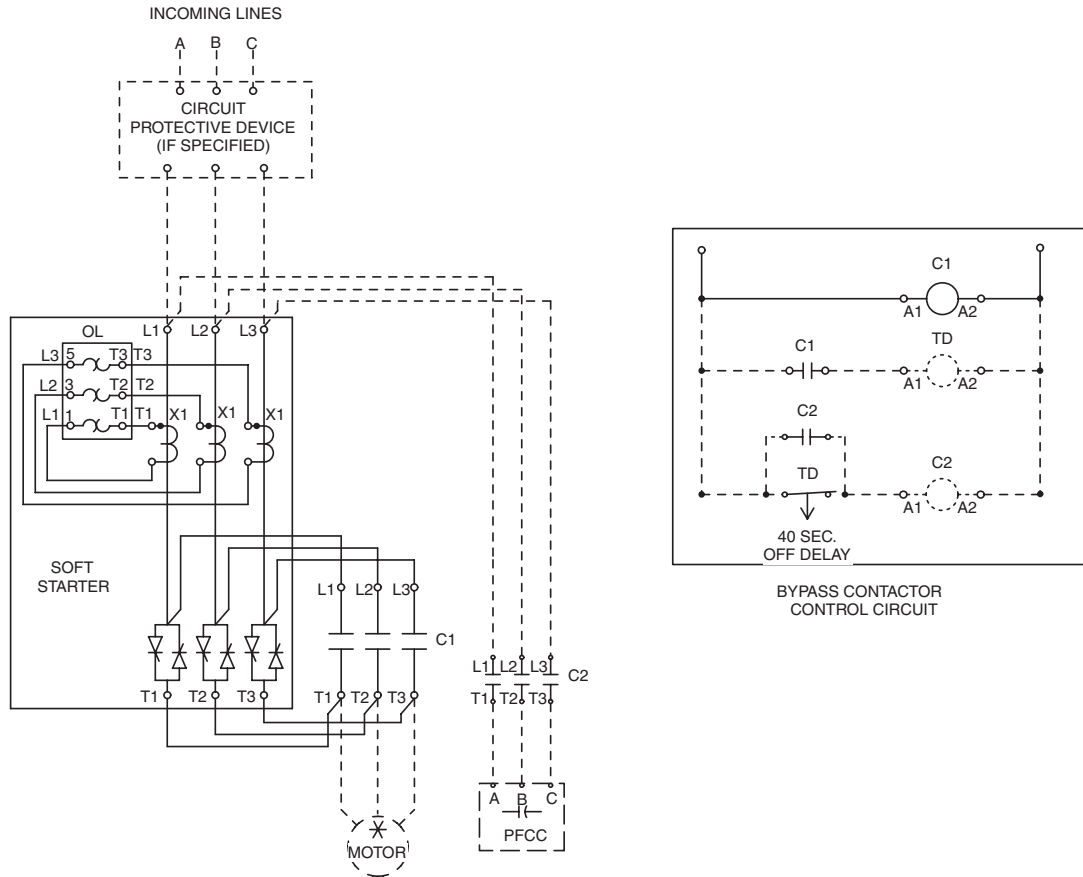 INCOMING LINES
A B C
CIRCUIT
PROTECTIVE DEVICE
(IF SPECIFIED)
L1 L2 L3
OL
L3 5 T3 T3
L2 3 T2 T2
L1 1 T1 T1 X1 X1 X1
SOFT
STARTER
T1 T2 T3
L1 L2 L3
C1
T1 T2 T3
MOTOR
L1 L2 L3
C2
T1 T2 T3
A B C
PFCC
C1
A1 A2
C1
TD
A1 A2
C2
TD
C2
A1 A2
40 SEC.
OFF DELAY
BYPASS CONTACTOR
CONTROL CIRCUIT